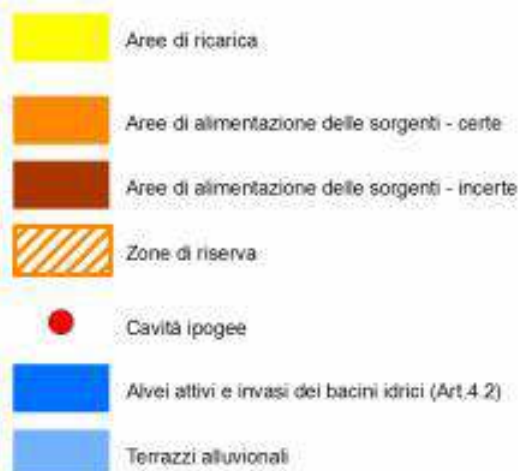 Aree di ricarica
Aree di alimentazione delle sorgenti - certe
Aree di alimentazione delle sorgenti - incerte
Zone di riserva
Cavità ipogee
Alvei attivi e invasi dei bacini idrici (Art.4.2)
Terrazzi alluvionali